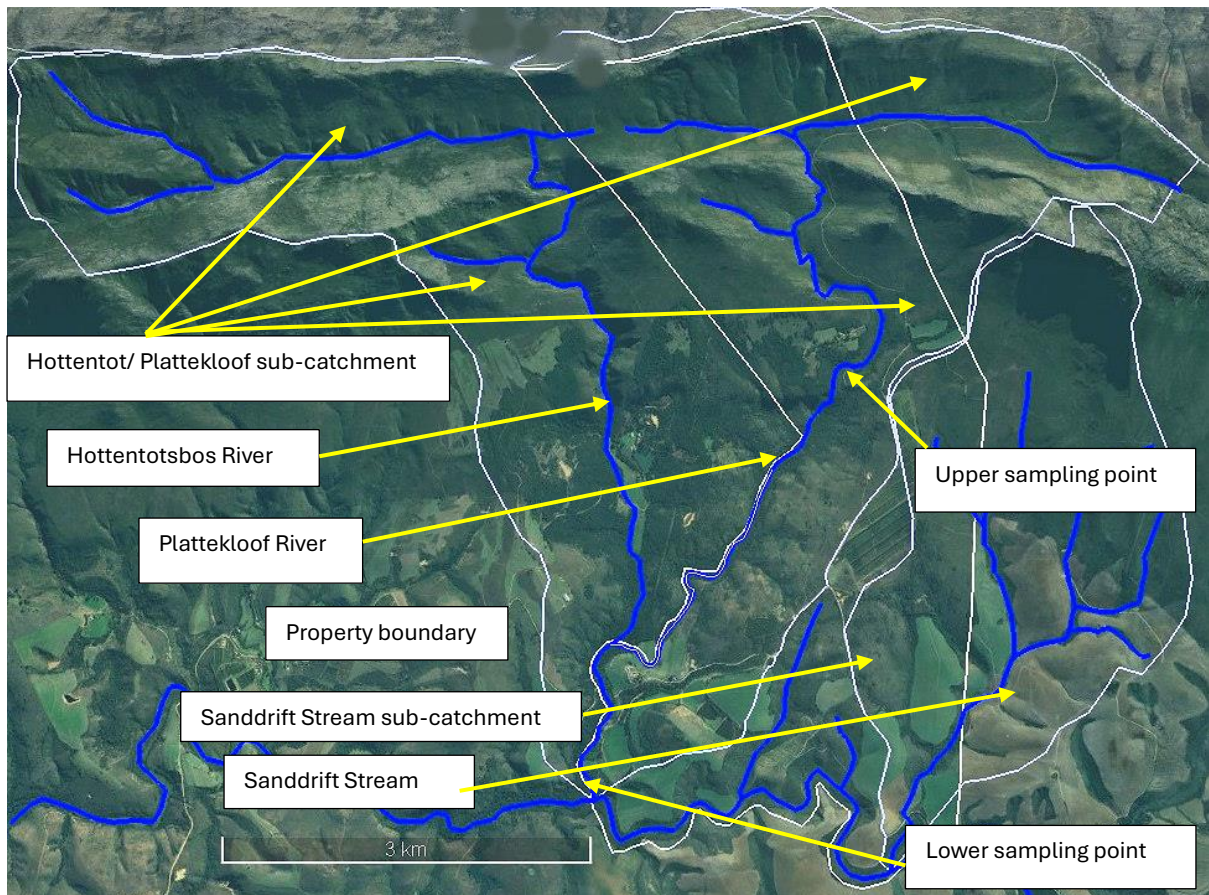 Hottentot/ Plattekloof sub-catchment
Hottentotsbos River
Upper sampling point
Plattekloof River
Property boundary
Sanddrift Stream sub-catchment
Sanddrift Stream
3 km
Lower sampling point